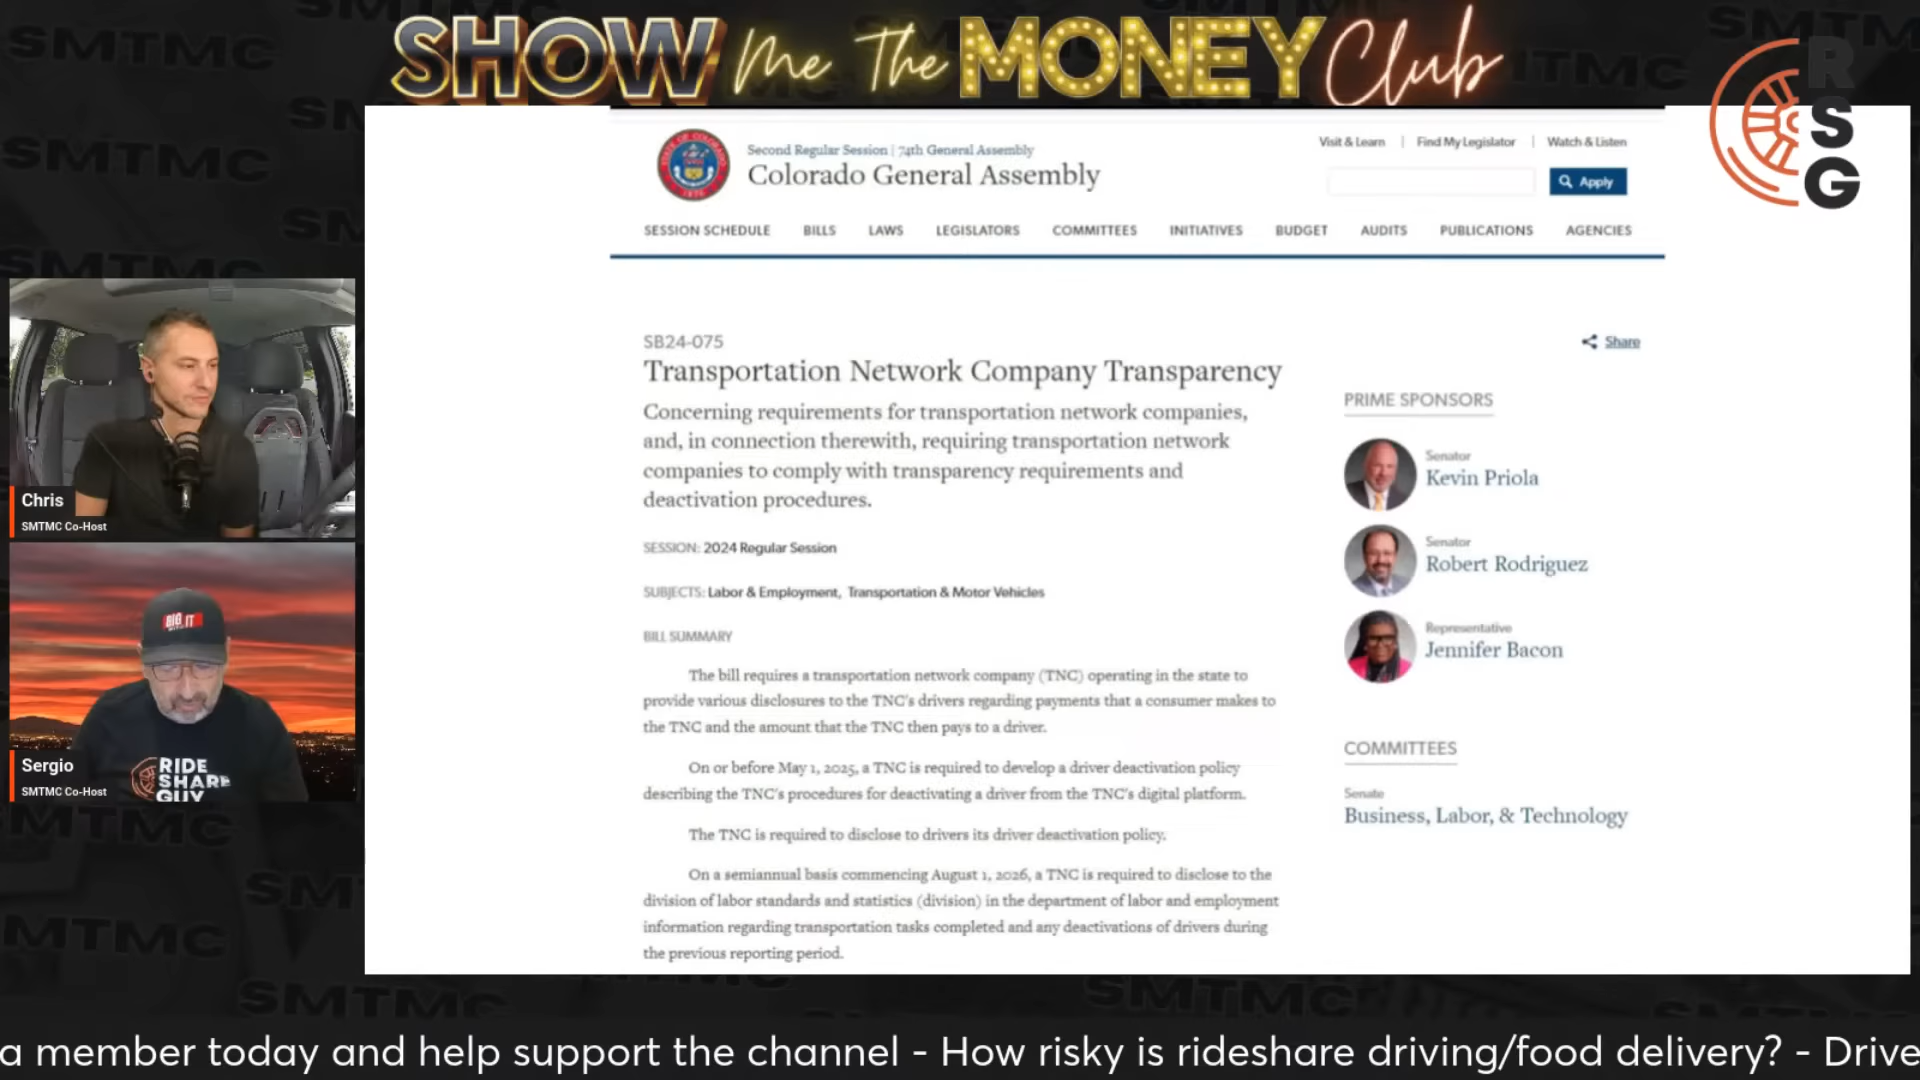 SHOW Me The MONEY Club
RSG
Second Regular Session | 74th General Assembly
Colorado General Assembly
Visit & Learn | Find My Legislator | Watch & Listen
Apply
SESSION SCHEDULE BILLS LAWS LEGISLATORS COMMITTEES INITIATIVES BUDGET AUDITS PUBLICATIONS AGENCIES
SB24-075
Share
Transportation Network Company Transparency
Concerning requirements for transportation network companies,
and, in connection therewith, requiring transportation network
companies to comply with transparency requirements and
deactivation procedures.
SESSION: 2024 Regular Session
SUBJECTS: Labor & Employment, Transportation & Motor Vehicles
BILL SUMMARY
The bill requires a transportation network company (TNC) operating in the state to
provide various disclosures to the TNC's drivers regarding payments that a consumer makes to
the TNC and the amount that the TNC then pays to a driver.
On or before May 1, 2025, a TNC is required to develop a driver deactivation policy
describing the TNC's procedures for deactivating a driver from the TNC's digital platform.
The TNC is required to disclose to drivers its driver deactivation policy.
On a semiannual basis commencing August 1, 2026, a TNC is required to disclose to the
division of labor standards and statistics (division) in the department of labor and employment
information regarding transportation tasks completed and any deactivations of drivers during
the previous reporting period.
PRIME SPONSORS
Senator
Kevin Priola
Senator
Robert Rodriguez
Representative
Jennifer Bacon
COMMITTEES
Senate
Business, Labor, & Technology
Chris
SMTMC Co-Host
BIG IT
RIDE
SHARE
GUY
Sergio
SMTMC Co-Host
SMTMC
a member today and help support the channel - How risky is rideshare driving/food delivery? - Drive